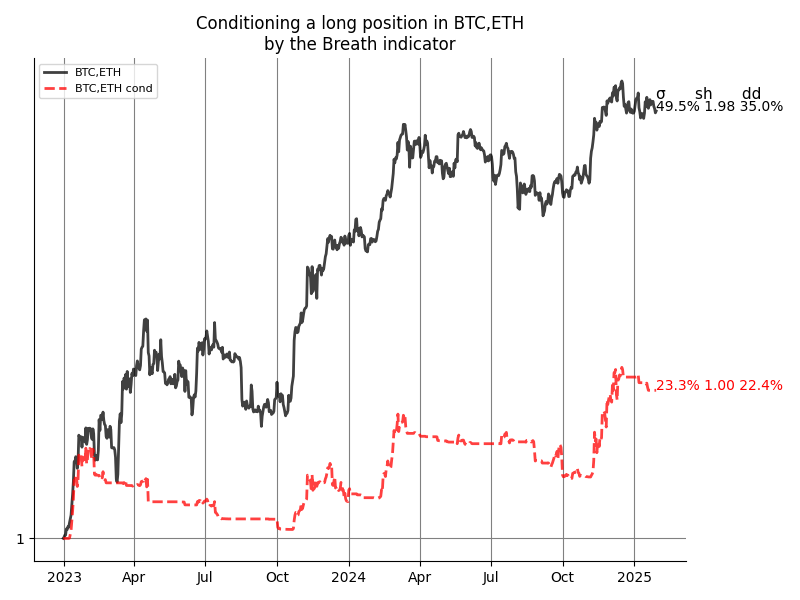 Conditioning a long position in BTC,ETH
by the Breath indicator
BTC,ETH
BTC,ETH cond
σ sh dd
49.5% 1.98 35.0%
23.3% 1.00 22.4%
1
2023 Apr Jul Oct 2024 Apr Jul Oct 2025